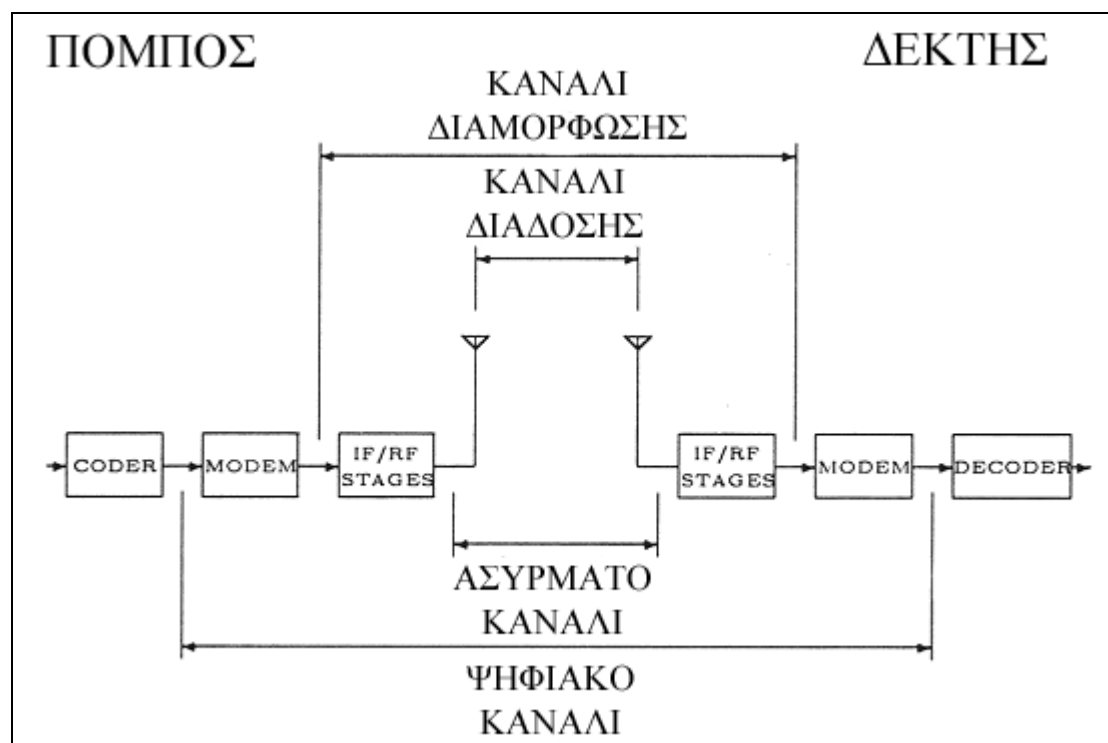 ΠΟΜΠΟΣ
ΔΕΚΤΗΣ
ΚΑΝΑΛΙ
ΔΙΑΜΟΡΦΩΣΗΣ
ΚΑΝΑΛΙ
ΔΙΑΔΟΣΗΣ
CODER
MODEM
IF/RF
STAGES
IF/RF
STAGES
MODEM
DECODER
ΑΣΥΡΜΑΤΟ
ΚΑΝΑΛΙ
ΨΗΦΙΑΚΟ
ΚΑΝΑΛΙ